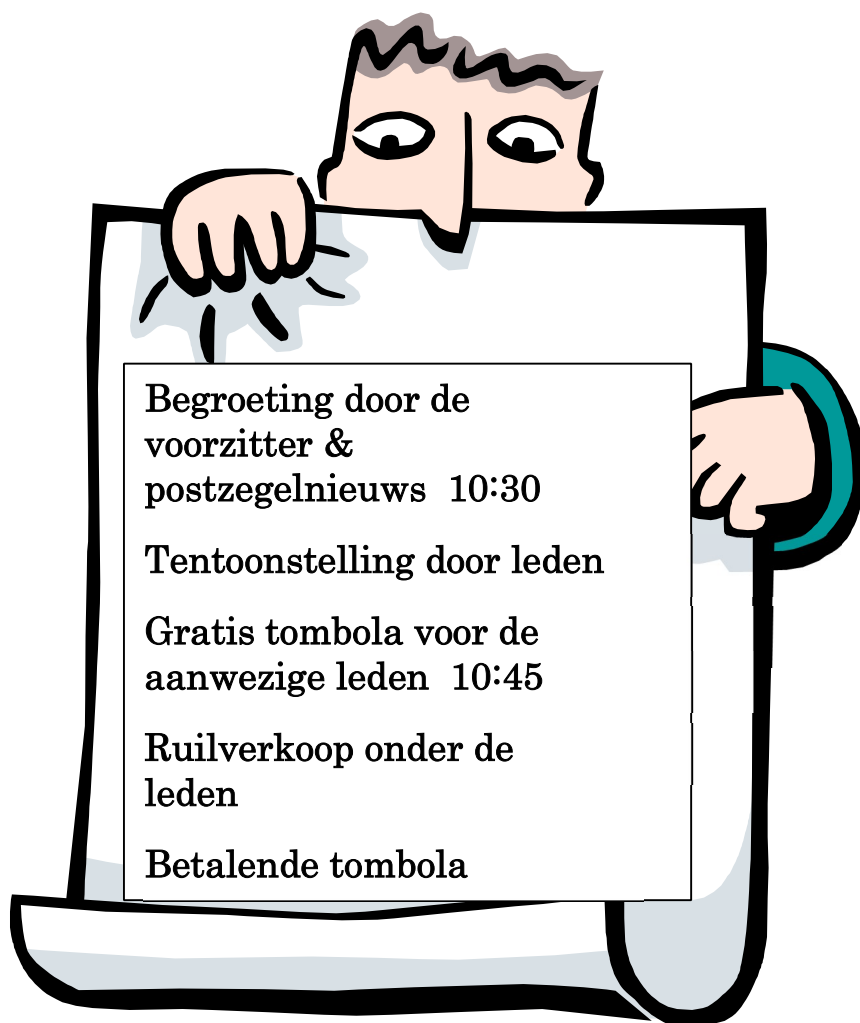 Begroeting door de
voorzitter &
postzegelnieuws 10:30
Tentoonstelling door leden
Gratis tombola voor de
aanwezige leden 10:45
Ruilverkoop onder de
leden
Betalende tombola